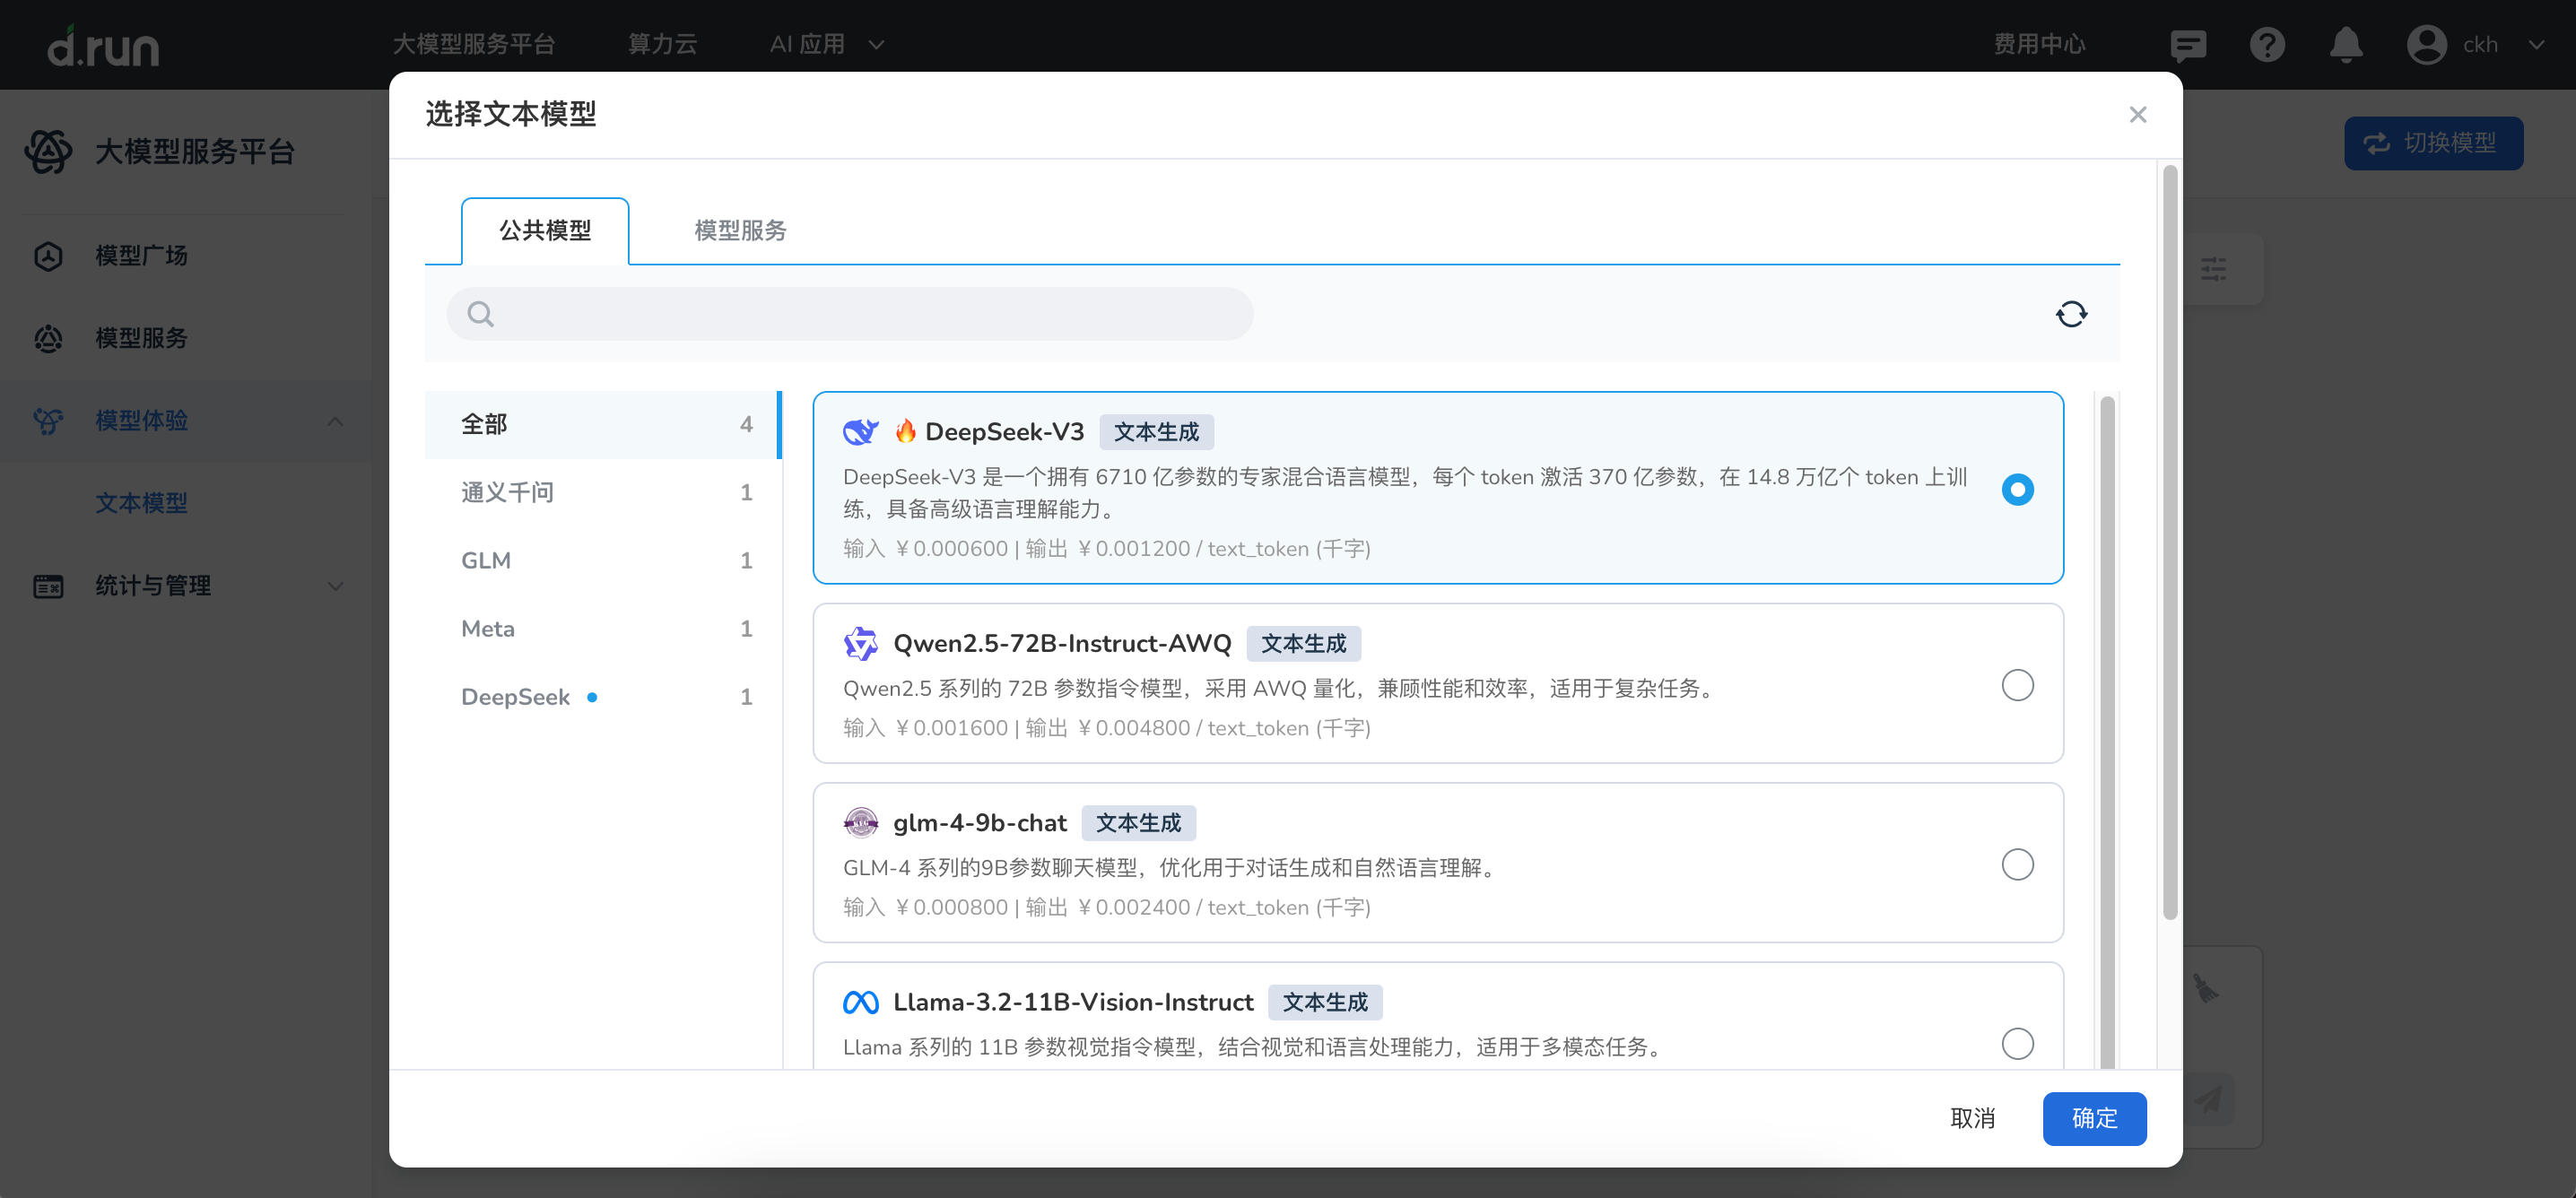 d.run
大模型服务平台
算力云
AI 应用
费用中心
ckh
大模型服务平台
模型广场
模型服务
模型体验
文本模型
统计与管理
切换模型
选择文本模型
公共模型
模型服务
全部 4
通义千问 1
GLM 1
Meta 1
DeepSeek 1
DeepSeek-V3 文本生成
DeepSeek-V3 是一个拥有 6710 亿参数的专家混合语言模型，每个 token 激活 370 亿参数，在 14.8 万亿个 token 上训
练，具备高级语言理解能力。
输入 ¥0.000600 | 输出 ¥0.001200 / text_token (千字)
Qwen2.5-72B-Instruct-AWQ 文本生成
Qwen2.5 系列的 72B 参数指令模型，采用 AWQ 量化，兼顾性能和效率，适用于复杂任务。
输入 ¥0.001600 | 输出 ¥0.004800 / text_token (千字)
glm-4-9b-chat 文本生成
GLM-4 系列的9B参数聊天模型，优化用于对话生成和自然语言理解。
输入 ¥0.000800 | 输出 ¥0.002400 / text_token (千字)
Llama-3.2-11B-Vision-Instruct 文本生成
Llama 系列的 11B 参数视觉指令模型，结合视觉和语言处理能力，适用于多模态任务。
取消
确定